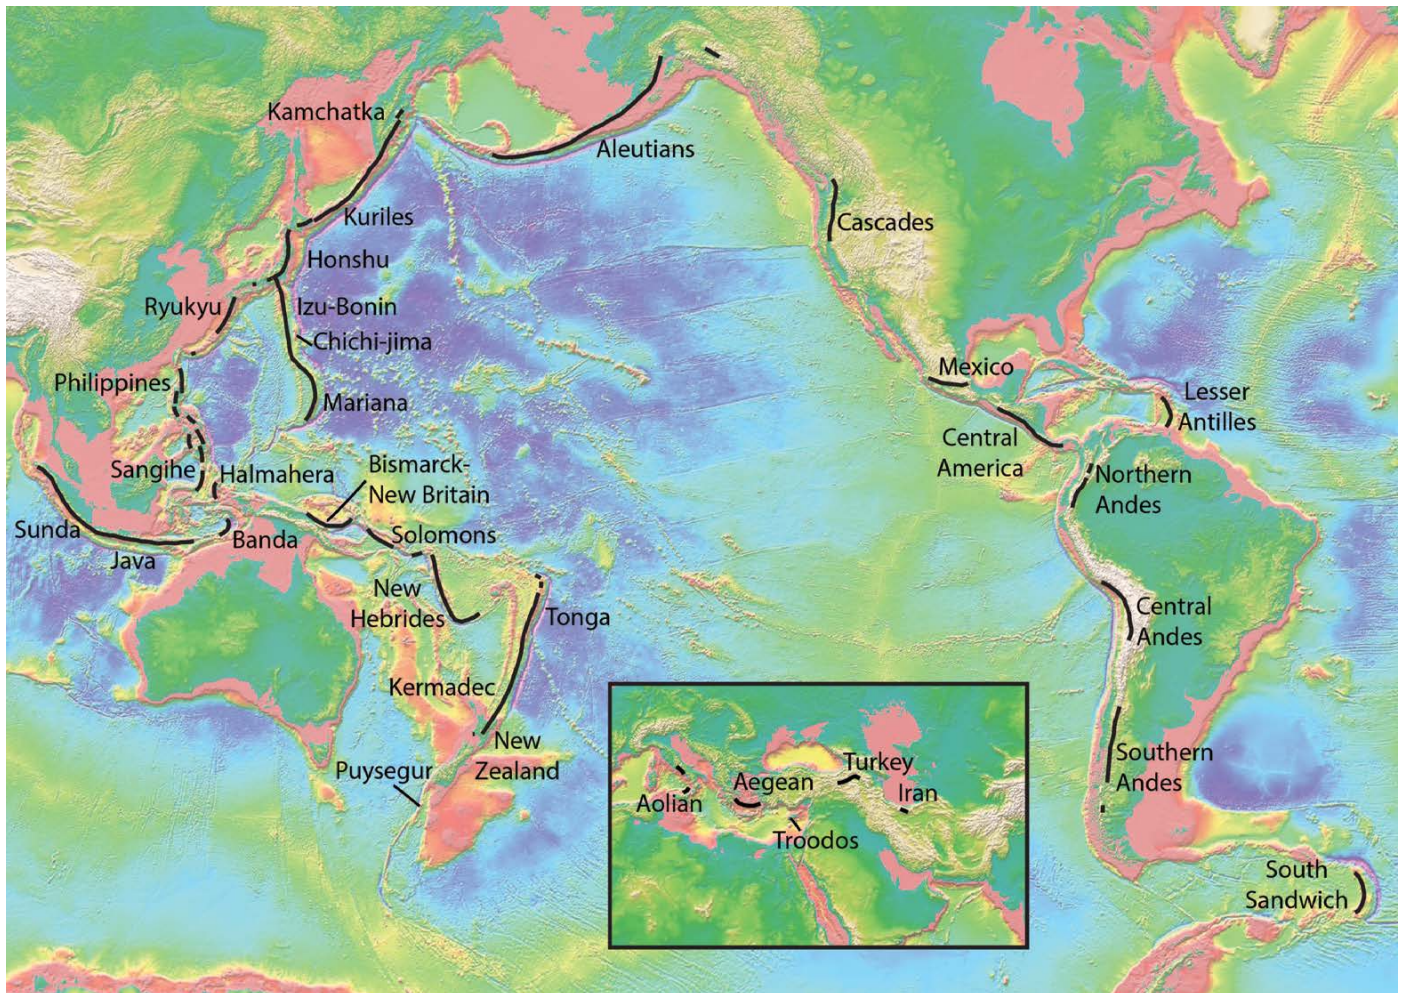 Kamchatka
Aleutians
Kuriles
Cascades
Honshu
Ryukyu
Izu-Bonin
Chichi-jima
Philippines
Mariana
Mexico
Lesser
Antilles
Central
America
Sangihe
Halmahera
Bismarck-
New Britain
Northern
Andes
Sunda
Java
Banda
Solomons
New
Hebrides
Tonga
Central
Andes
Kermadec
New
Zealand
Puysegur
Southern
Andes
Turkey
Aegean
Iran
Aolian
Troodos
South
Sandwich